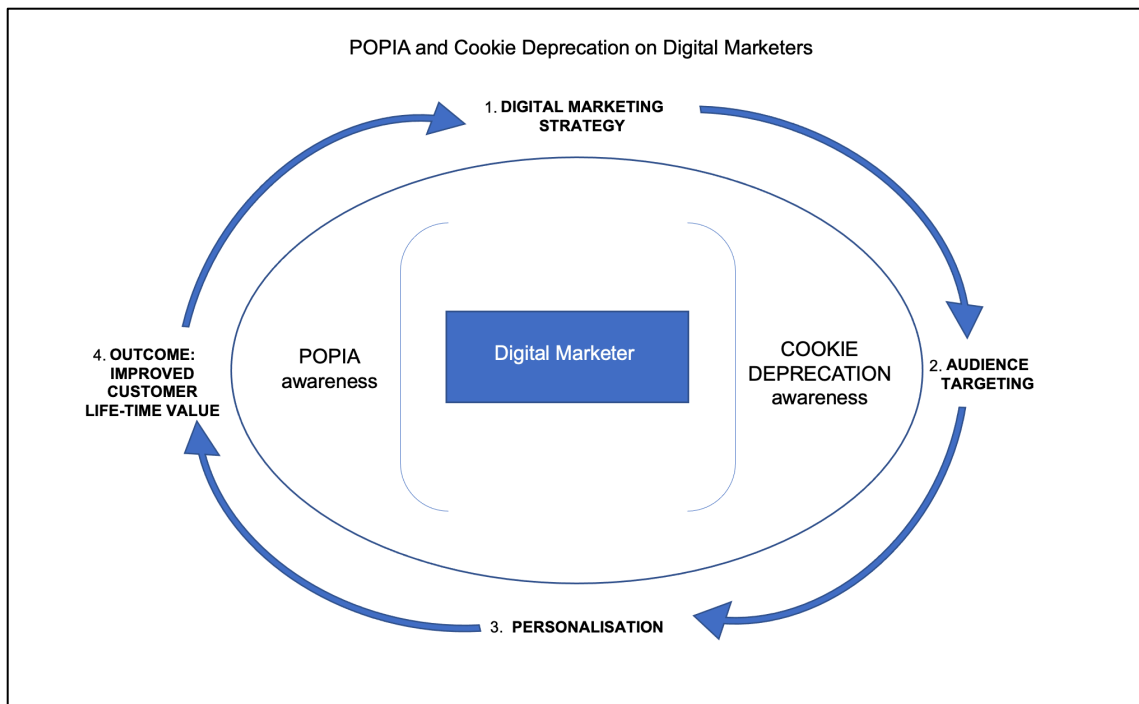 POPIA and Cookie Deprecation on Digital Marketers
1. DIGITAL MARKETING
STRATEGY
2. AUDIENCE
TARGETING
3. PERSONALISATION
4. OUTCOME:
IMPROVED
CUSTOMER
LIFE-TIME VALUE
POPIA
awareness
Digital Marketer
COOKIE
DEPRECATION
awareness